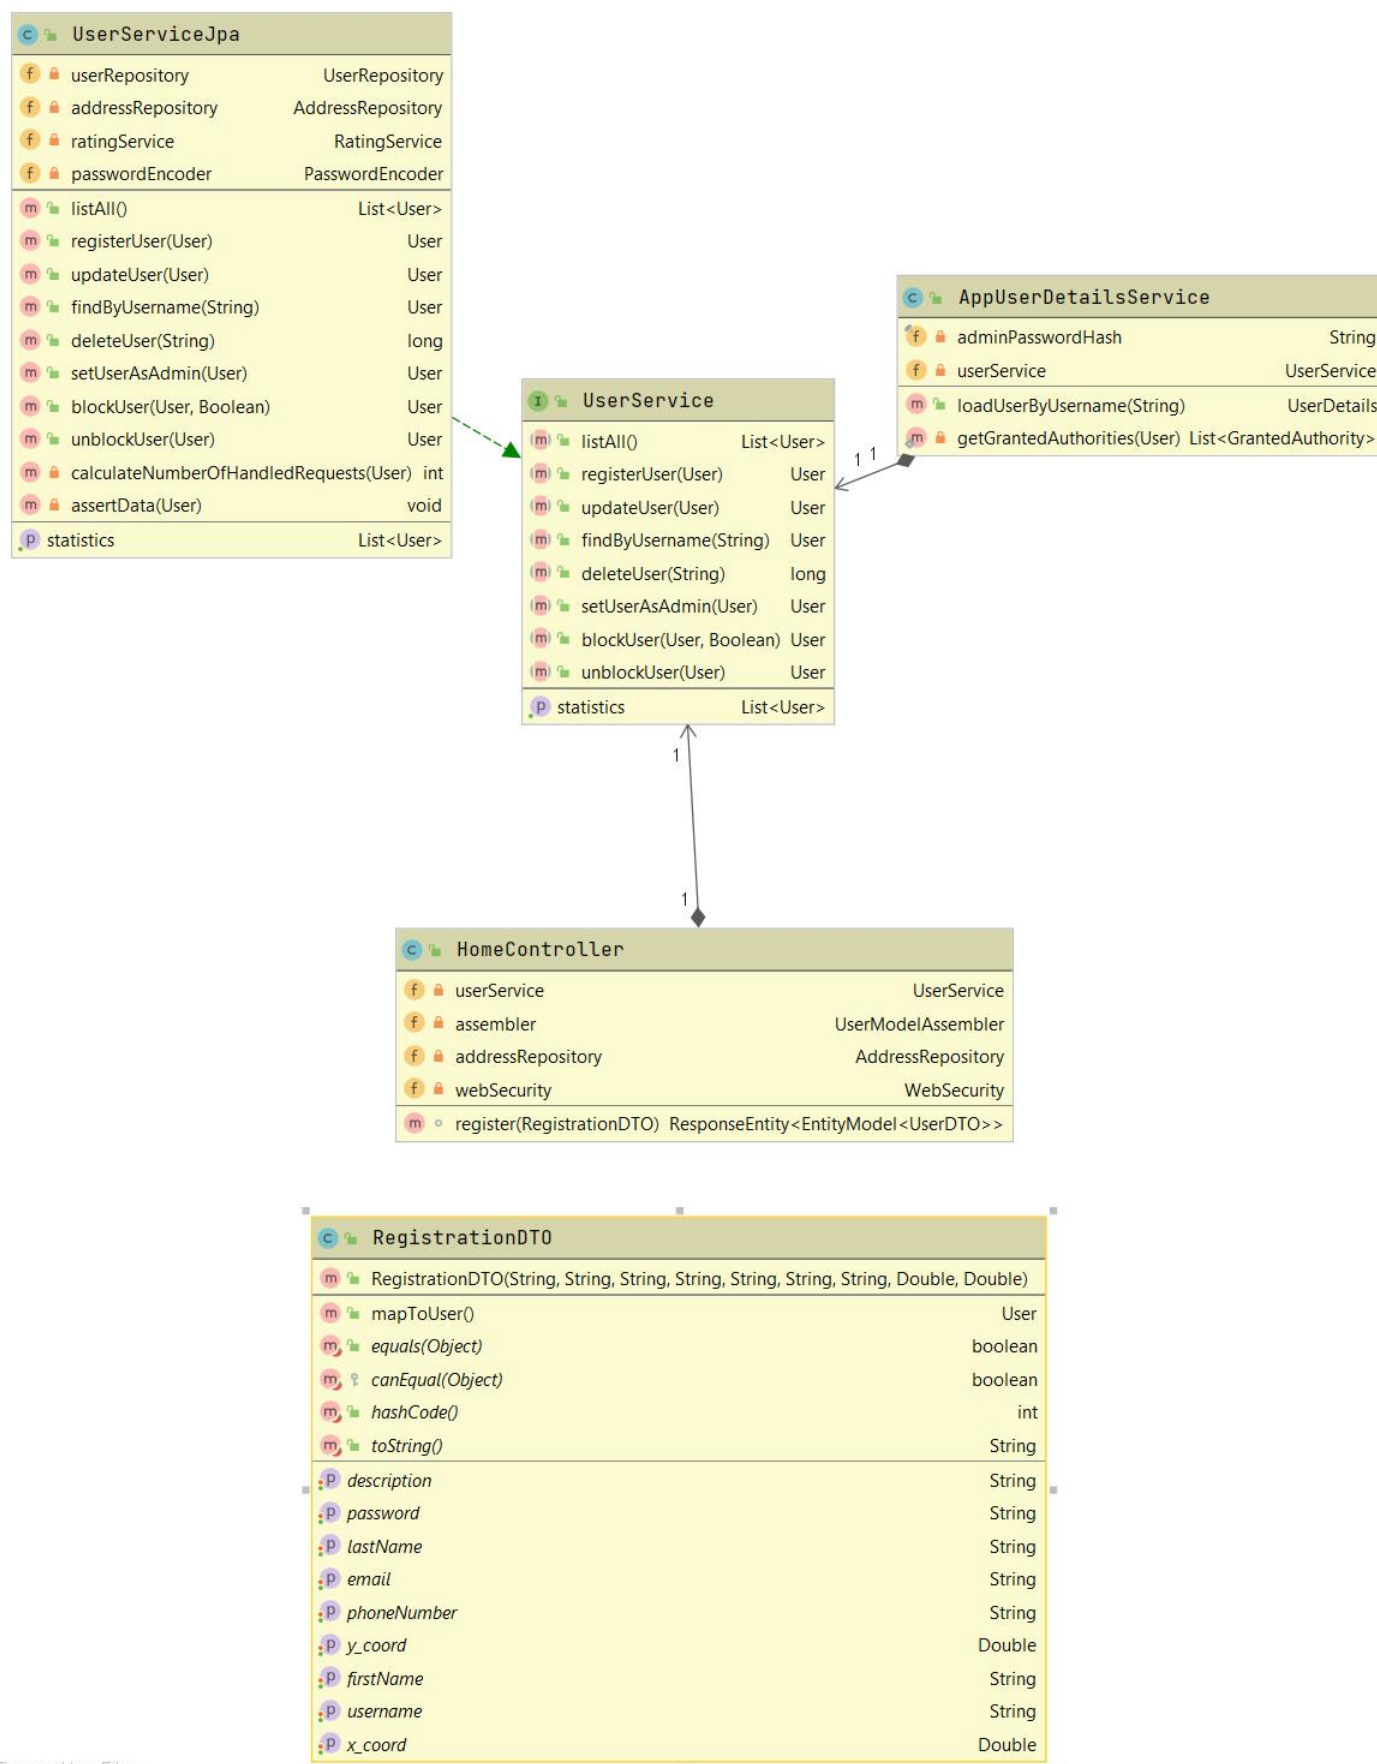 UserServiceJpa
userRepository UserRepository
addressRepository AddressRepository
ratingService RatingService
passwordEncoder PasswordEncoder
listAll() List<User>
registerUser(User) User
updateUser(User) User
findByUsername(String) User
deleteUser(String) long
setUserAsAdmin(User) User
blockUser(User, Boolean) User
unblockUser(User) User
calculateNumberOfHandledRequests(User) int
assertData(User) void
statistics List<User>
AppUserDetailsService
adminPasswordHash String
userService UserService
loadUserByUsername(String) UserDetails
getGrantedAuthorities(User) List<GrantedAuthority>
1 1
UserService
listAll() List<User>
registerUser(User) User
updateUser(User) User
findByUsername(String) User
deleteUser(String) long
setUserAsAdmin(User) User
blockUser(User, Boolean) User
unblockUser(User) User
statistics List<User>
1
1
HomeController
userService UserService
assembler UserModelAssembler
addressRepository AddressRepository
webSecurity WebSecurity
register(RegistrationDTO) ResponseEntity<EntityModel<UserDTO>>
RegistrationDTO
RegistrationDTO(String, String, String, String, String, String, String, Double, Double)
mapToUser() User
equals(Object) boolean
canEqual(Object) boolean
hashCode() int
toString() String
description String
password String
lastName String
email String
phoneNumber String
y_coord Double
firstName String
username String
x_coord Double